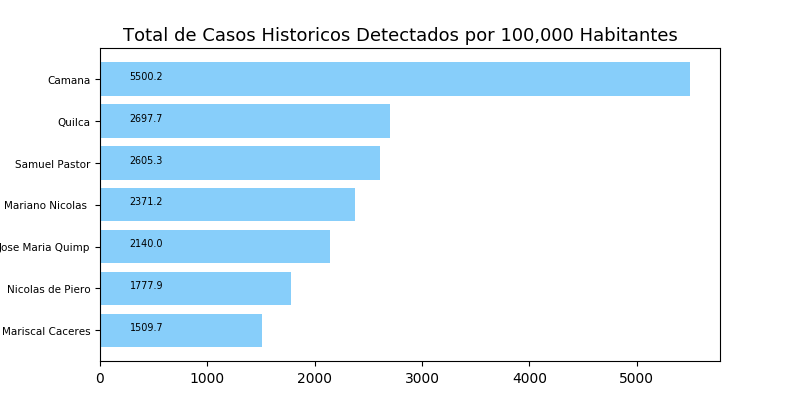 Total de Casos Historicos Detectados por 100,000 Habitantes
Camana 5500.2
Quilca 2697.7
Samuel Pastor 2605.3
Mariano Nicolas 2371.2
Jose Maria Quimp 2140.0
Nicolas de Piero 1777.9
Mariscal Caceres 1509.7
0 1000 2000 3000 4000 5000